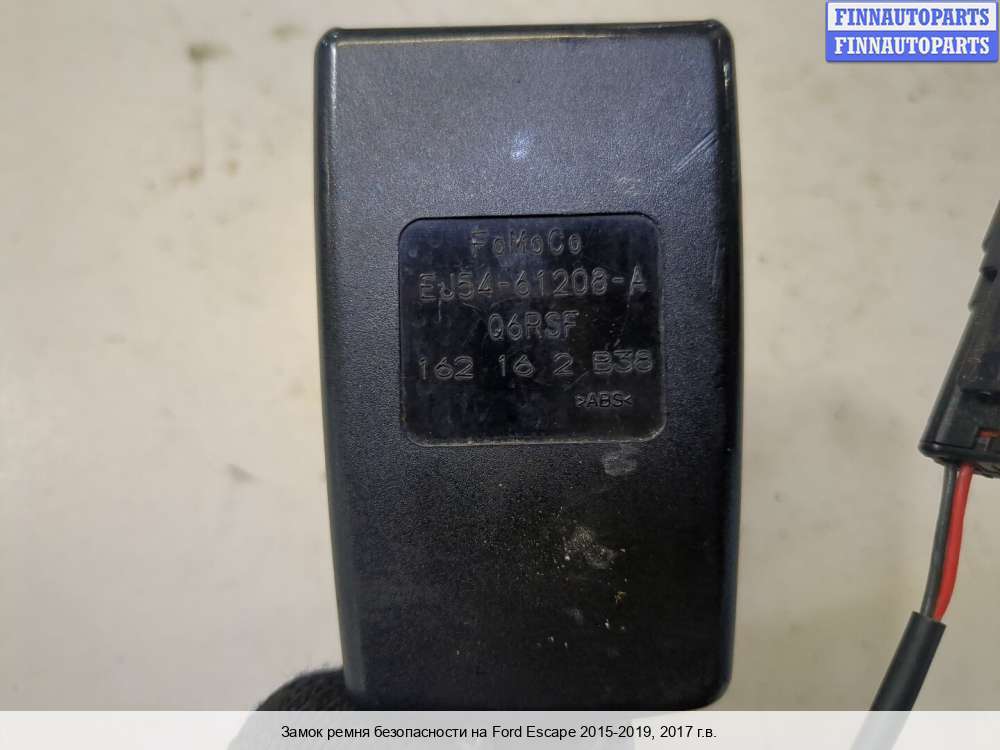 FINNAUTOPARTS
FINNAUTOPARTS
FoMoCo
EJ54-61208-A
Q6RSF
162 16 2 B38
>ABS<
Замок ремня безопасности на Ford Escape 2015-2019, 2017 г.в.